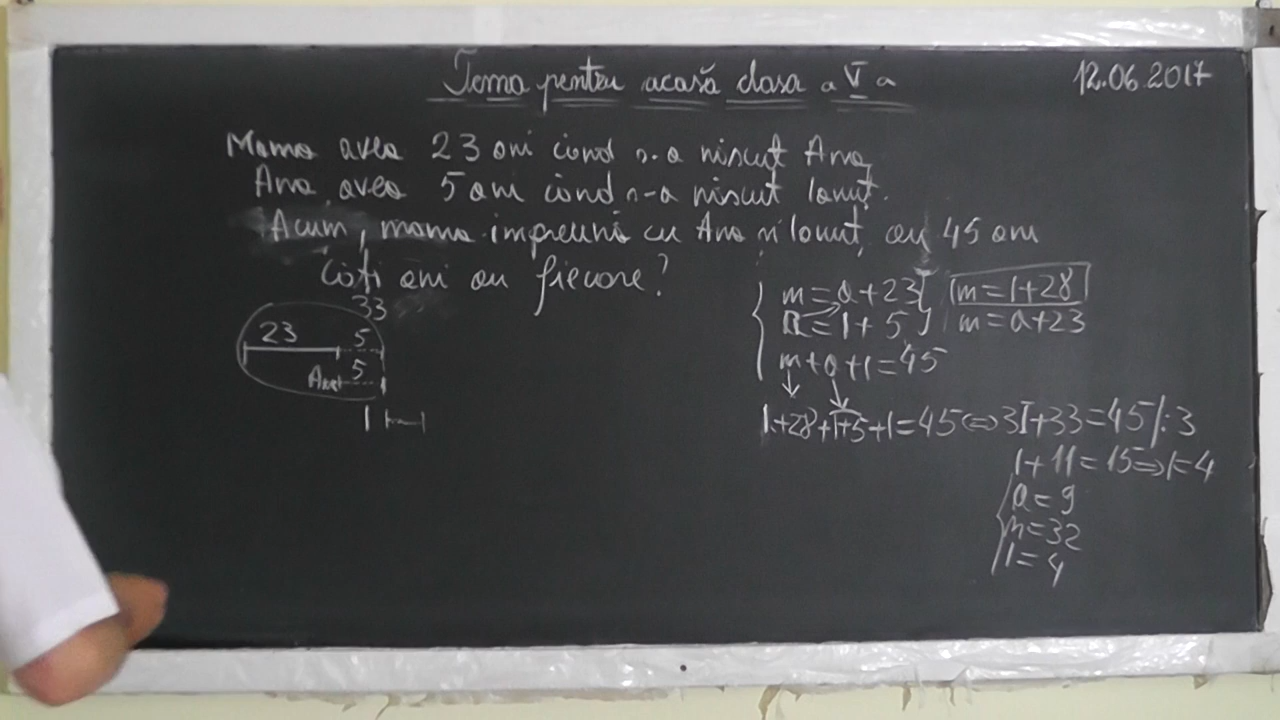 Tema pentru acasă clasa a V a
12.06.2017
Mama avea 23 ani când s-a născut Ana,
Ana avea 5 ani când s-a născut Ionuț.
Acum, mama împreună cu Ana și Ionuț au 45 ani
Câți ani au fiecare?
33
23 5
5
I
m=a+23
a=I+5
m+a+I=45
m=I+28
m=a+23
I+28+I+5+I=45⇔3I+33=45/:3
I+11=15⇒I=4
a=9
m=32
I=4